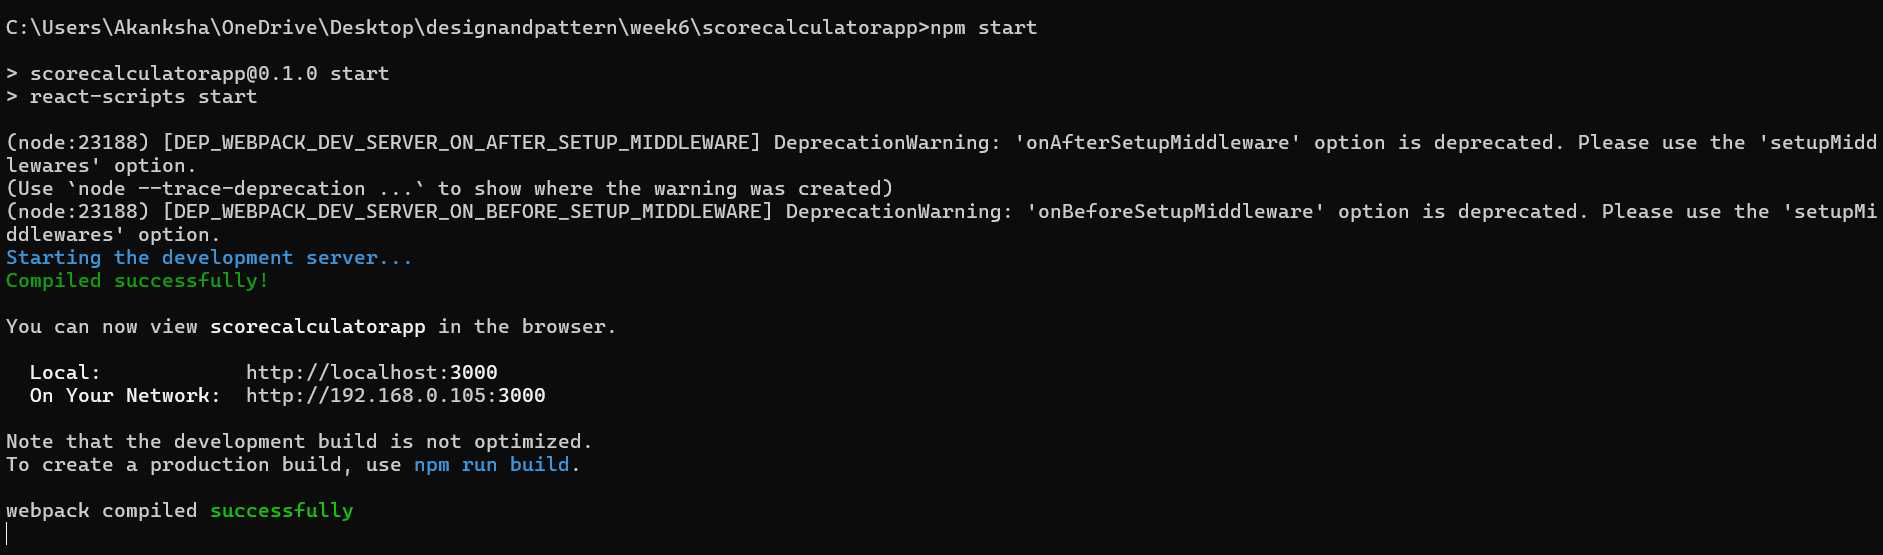 C:\Users\Akanksha\OneDrive\Desktop\designandpattern\week6\scorecalculatorapp>npm start
> scorecalculatorapp@0.1.0 start
> react-scripts start
(node:23188) [DEP_WEBPACK_DEV_SERVER_ON_AFTER_SETUP_MIDDLEWARE] DeprecationWarning: 'onAfterSetupMiddleware' option is deprecated. Please use the 'setupMidd
lewares' option.
(Use `node --trace-deprecation ...` to show where the warning was created)
(node:23188) [DEP_WEBPACK_DEV_SERVER_ON_BEFORE_SETUP_MIDDLEWARE] DeprecationWarning: 'onBeforeSetupMiddleware' option is deprecated. Please use the 'setupMi
ddlewares' option.
Starting the development server...
Compiled successfully!
You can now view scorecalculatorapp in the browser.
Local: http://localhost:3000
On Your Network: http://192.168.0.105:3000
Note that the development build is not optimized.
To create a production build, use npm run build.
webpack compiled successfully